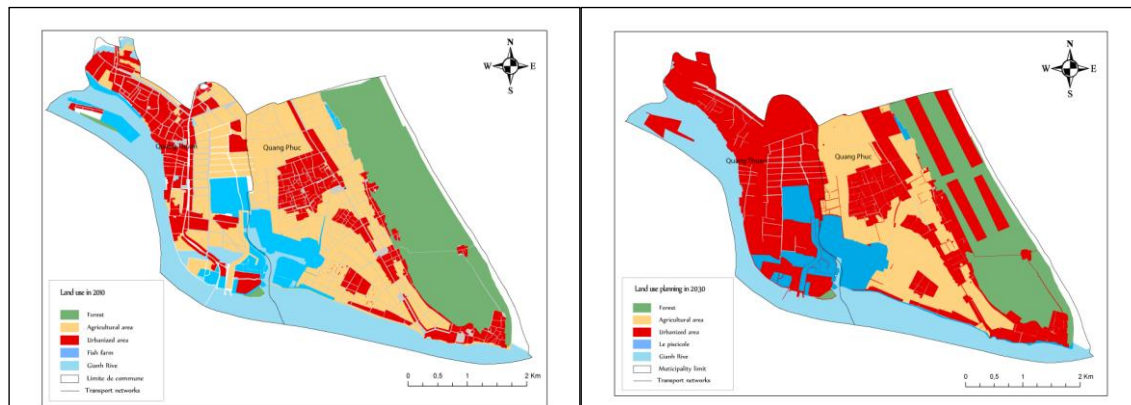 N
W E
S
Quang Phuc
Land use in 2010
Forest
Agricultural area
Urbanized area
Fish farm
Gianh Rive
Limite de commune
Transport networks
0 0,5 1 2 Km
N
W E
S
Quang Phuc
Land use planning in 2030
Forest
Agricultural area
Urbanized area
Le piscicole
Gianh Rive
Municipality limit
Transport networks
0 0,5 1 2 Km